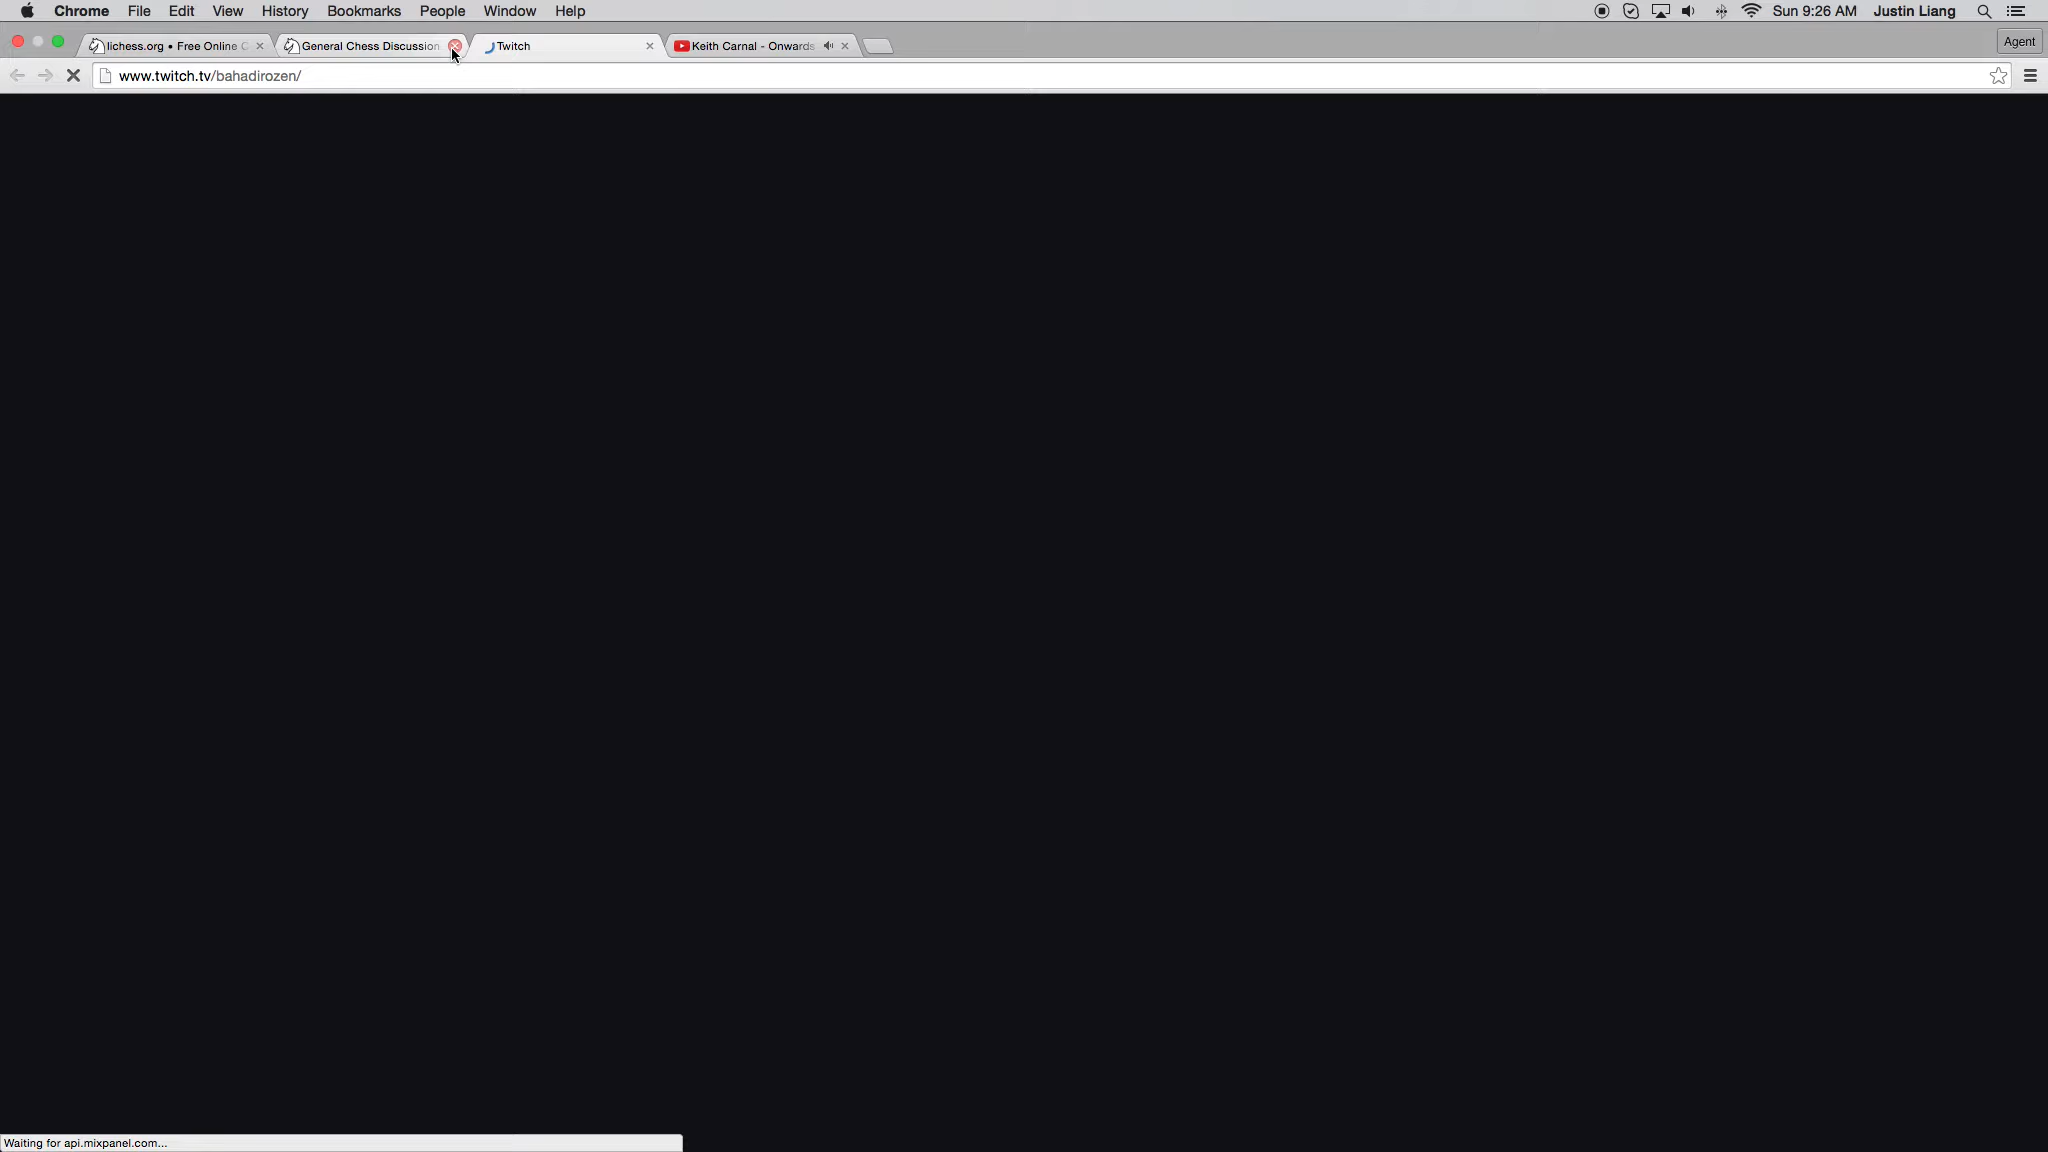 Chrome File Edit View History Bookmarks People Window Help Sun 9:26 AM Justin Liang
lichess.org • Free Online General Chess Discussion Twitch Keith Carnal - Onwards Agent
www.twitch.tv/bahadirozen/
Waiting for api.mixpanel.com...